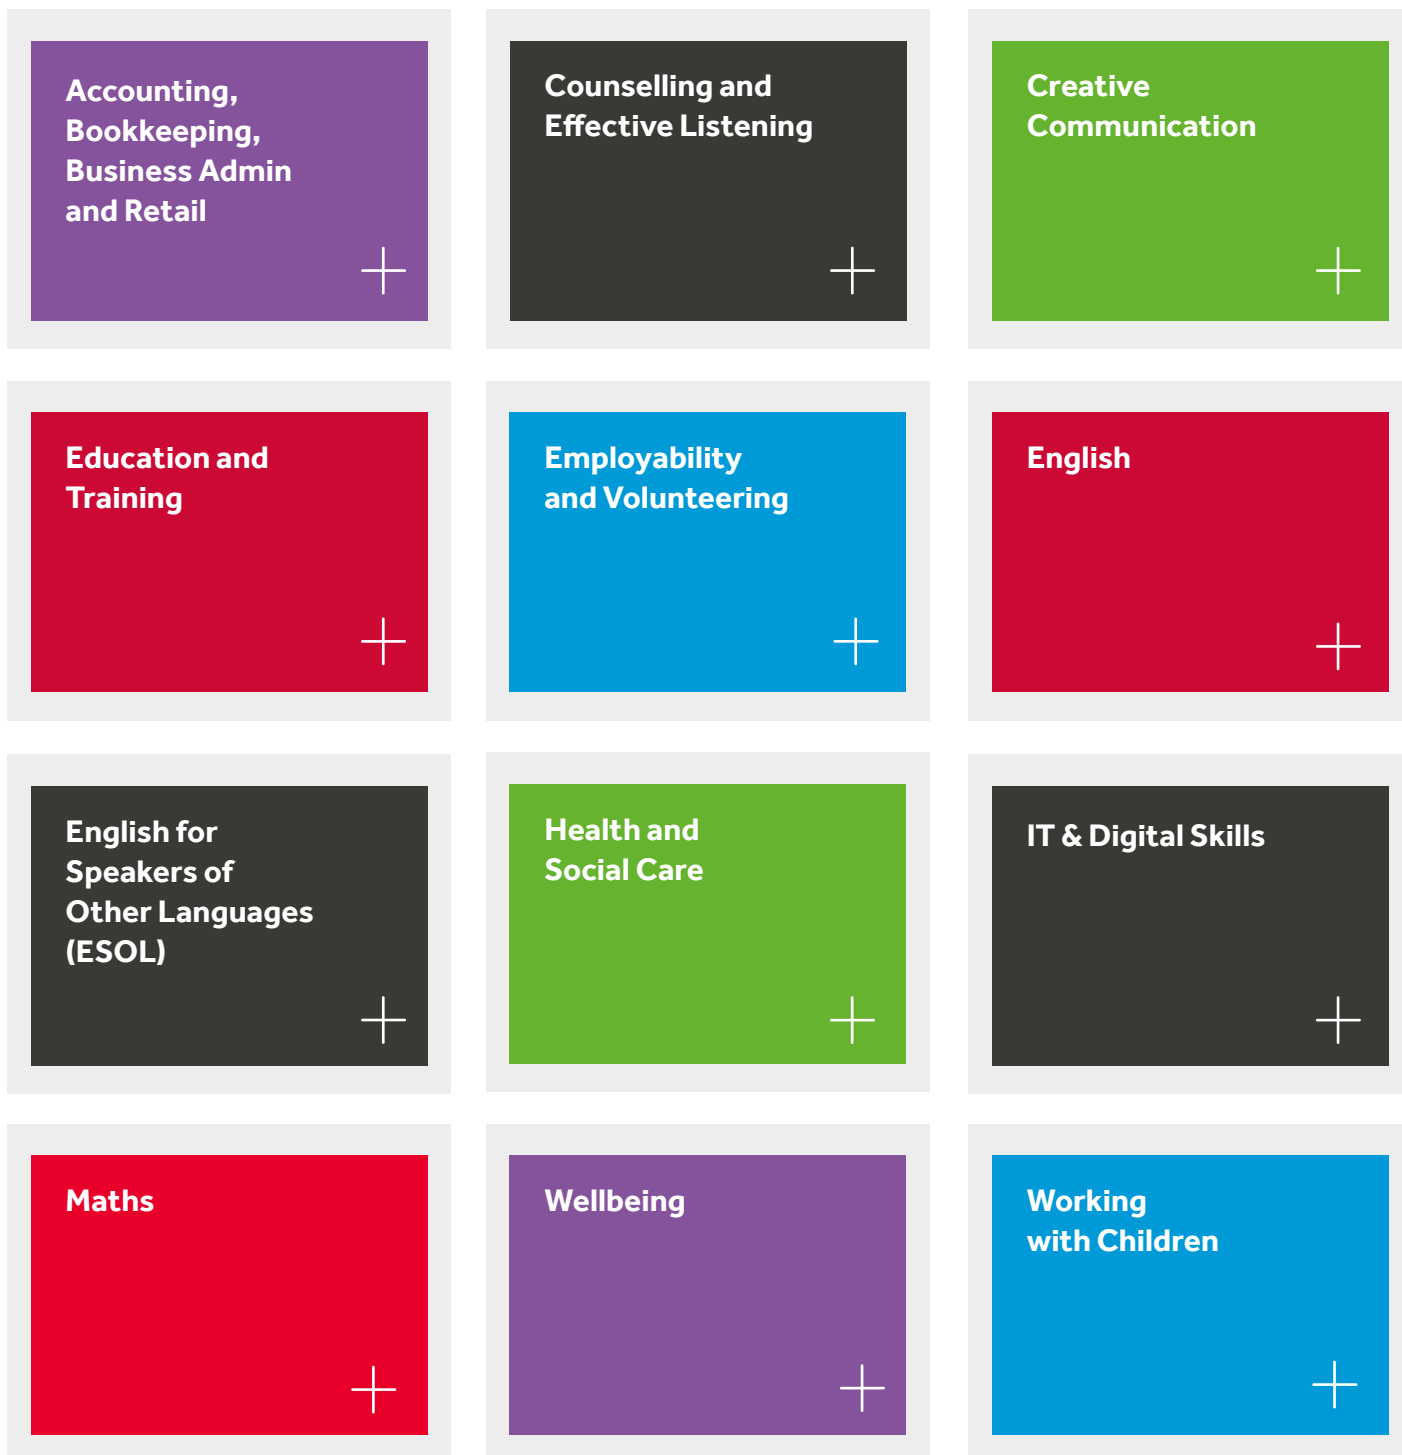 Accounting,
Bookkeeping,
Business Admin
and Retail
Counselling and
Effective Listening
Creative
Communication
Education and
Training
Employability
and Volunteering
English
English for
Speakers of
Other Languages
(ESOL)
Health and
Social Care
IT & Digital Skills
Maths
Wellbeing
Working
with Children